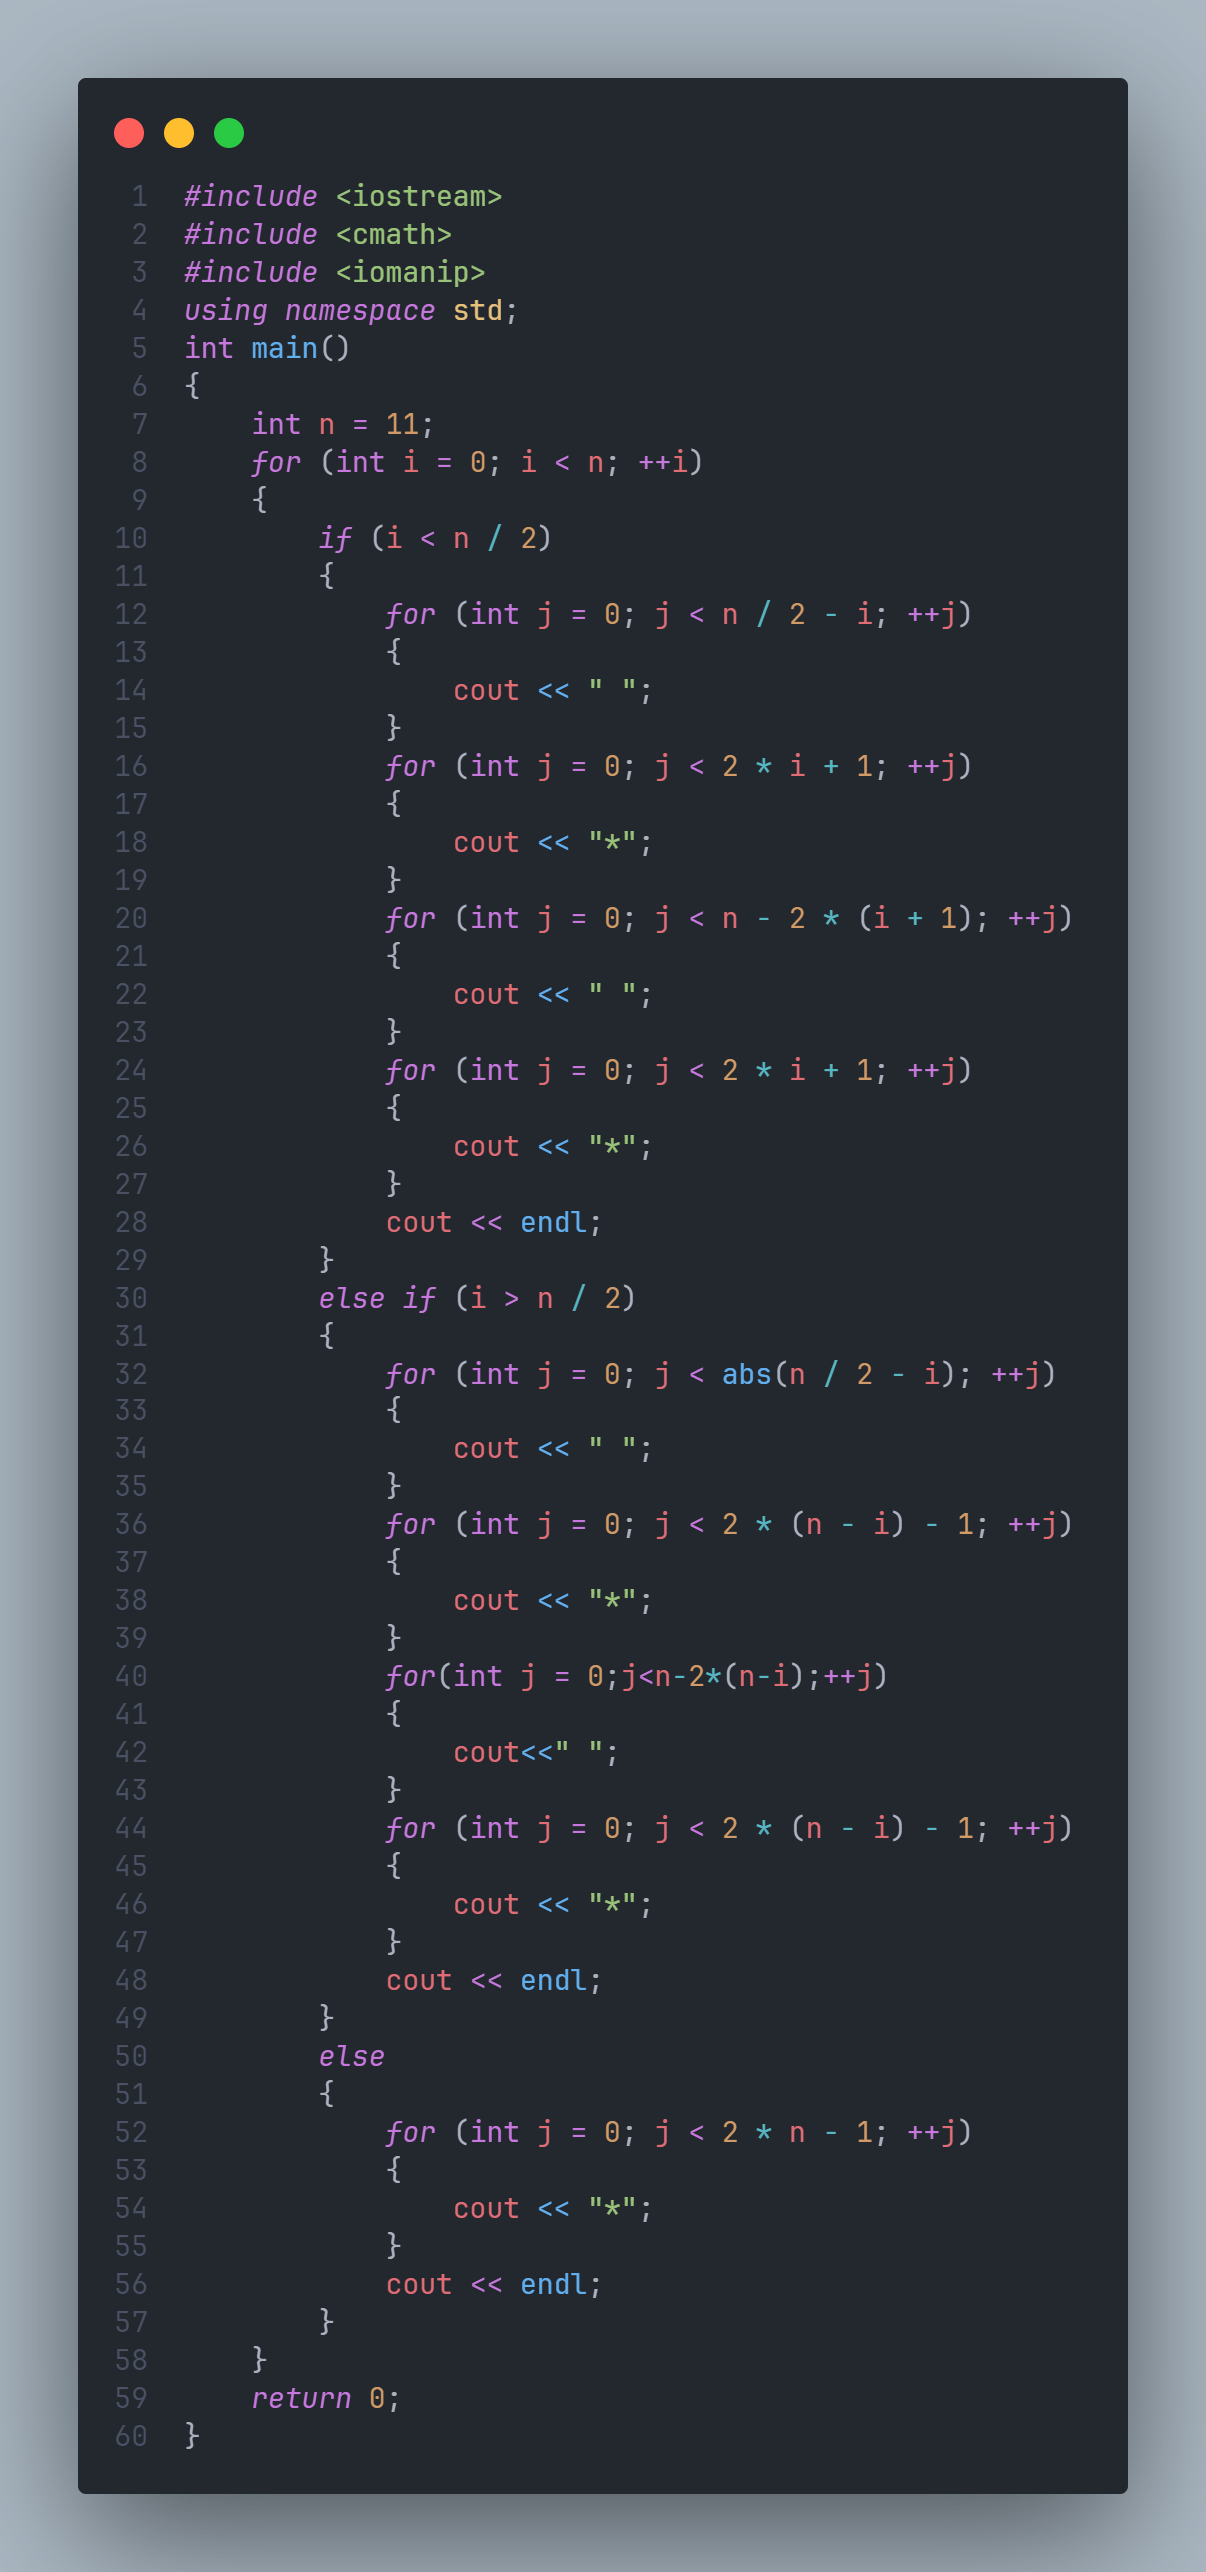 1 #include <iostream>
2 #include <cmath>
3 #include <iomanip>
4 using namespace std;
5 int main()
6 {
7     int n = 11;
8     for (int i = 0; i < n; ++i)
9     {
10         if (i < n / 2)
11         {
12             for (int j = 0; j < n / 2 - i; ++j)
13             {
14                 cout << " ";
15             }
16             for (int j = 0; j < 2 * i + 1; ++j)
17             {
18                 cout << "*";
19             }
20             for (int j = 0; j < n - 2 * (i + 1); ++j)
21             {
22                 cout << " ";
23             }
24             for (int j = 0; j < 2 * i + 1; ++j)
25             {
26                 cout << "*";
27             }
28             cout << endl;
29         }
30         else if (i > n / 2)
31         {
32             for (int j = 0; j < abs(n / 2 - i); ++j)
33             {
34                 cout << " ";
35             }
36             for (int j = 0; j < 2 * (n - i) - 1; ++j)
37             {
38                 cout << "*";
39             }
40             for(int j = 0;j<n-2*(n-i);++j)
41             {
42                 cout<<" ";
43             }
44             for (int j = 0; j < 2 * (n - i) - 1; ++j)
45             {
46                 cout << "*";
47             }
48             cout << endl;
49         }
50         else
51         {
52             for (int j = 0; j < 2 * n - 1; ++j)
53             {
54                 cout << "*";
55             }
56             cout << endl;
57         }
58     }
59     return 0;
60 }